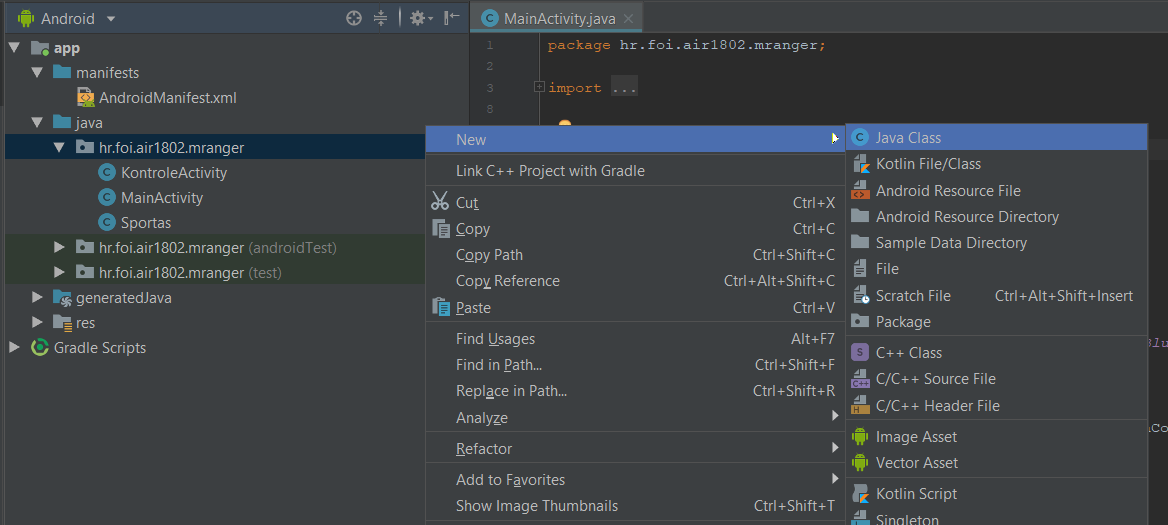 Android
app
manifests
AndroidManifest.xml
java
hr.foi.air1802.mranger
KontroleActivity
MainActivity
Sportas
hr.foi.air1802.mranger (androidTest)
hr.foi.air1802.mranger (test)
generatedJava
res
Gradle Scripts
MainActivity.java
1 package hr.foi.air1802.mranger;
2
3 import ...
8
New
Link C++ Project with Gradle
Cut Ctrl+X
Copy Ctrl+C
Copy Path Ctrl+Shift+C
Copy Reference Ctrl+Alt+Shift+C
Paste Ctrl+V
Find Usages Alt+F7
Find in Path... Ctrl+Shift+F
Replace in Path... Ctrl+Shift+R
Analyze
Refactor
Add to Favorites
Show Image Thumbnails Ctrl+Shift+T
Java Class
Kotlin File/Class
Android Resource File
Android Resource Directory
Sample Data Directory
File
Scratch File Ctrl+Alt+Shift+Insert
Package
C++ Class
C/C++ Source File
C/C++ Header File
Image Asset
Vector Asset
Kotlin Script
Singleton
Blu
Co